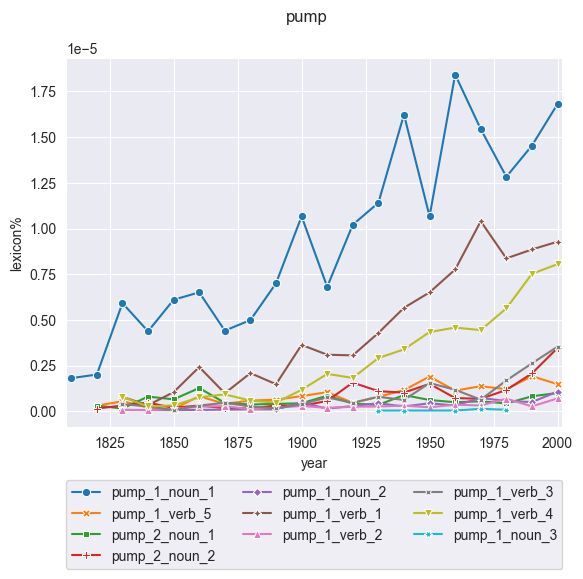 pump
1e−5
1.75
1.50
1.25
1.00
0.75
0.50
0.25
0.00
lexicon%
1825 1850 1875 1900 1925 1950 1975 2000
year
pump_1_noun_1 pump_1_noun_2 pump_1_verb_3
pump_1_verb_5 pump_1_verb_1 pump_1_verb_4
pump_2_noun_1 pump_1_verb_2 pump_1_noun_3
pump_2_noun_2